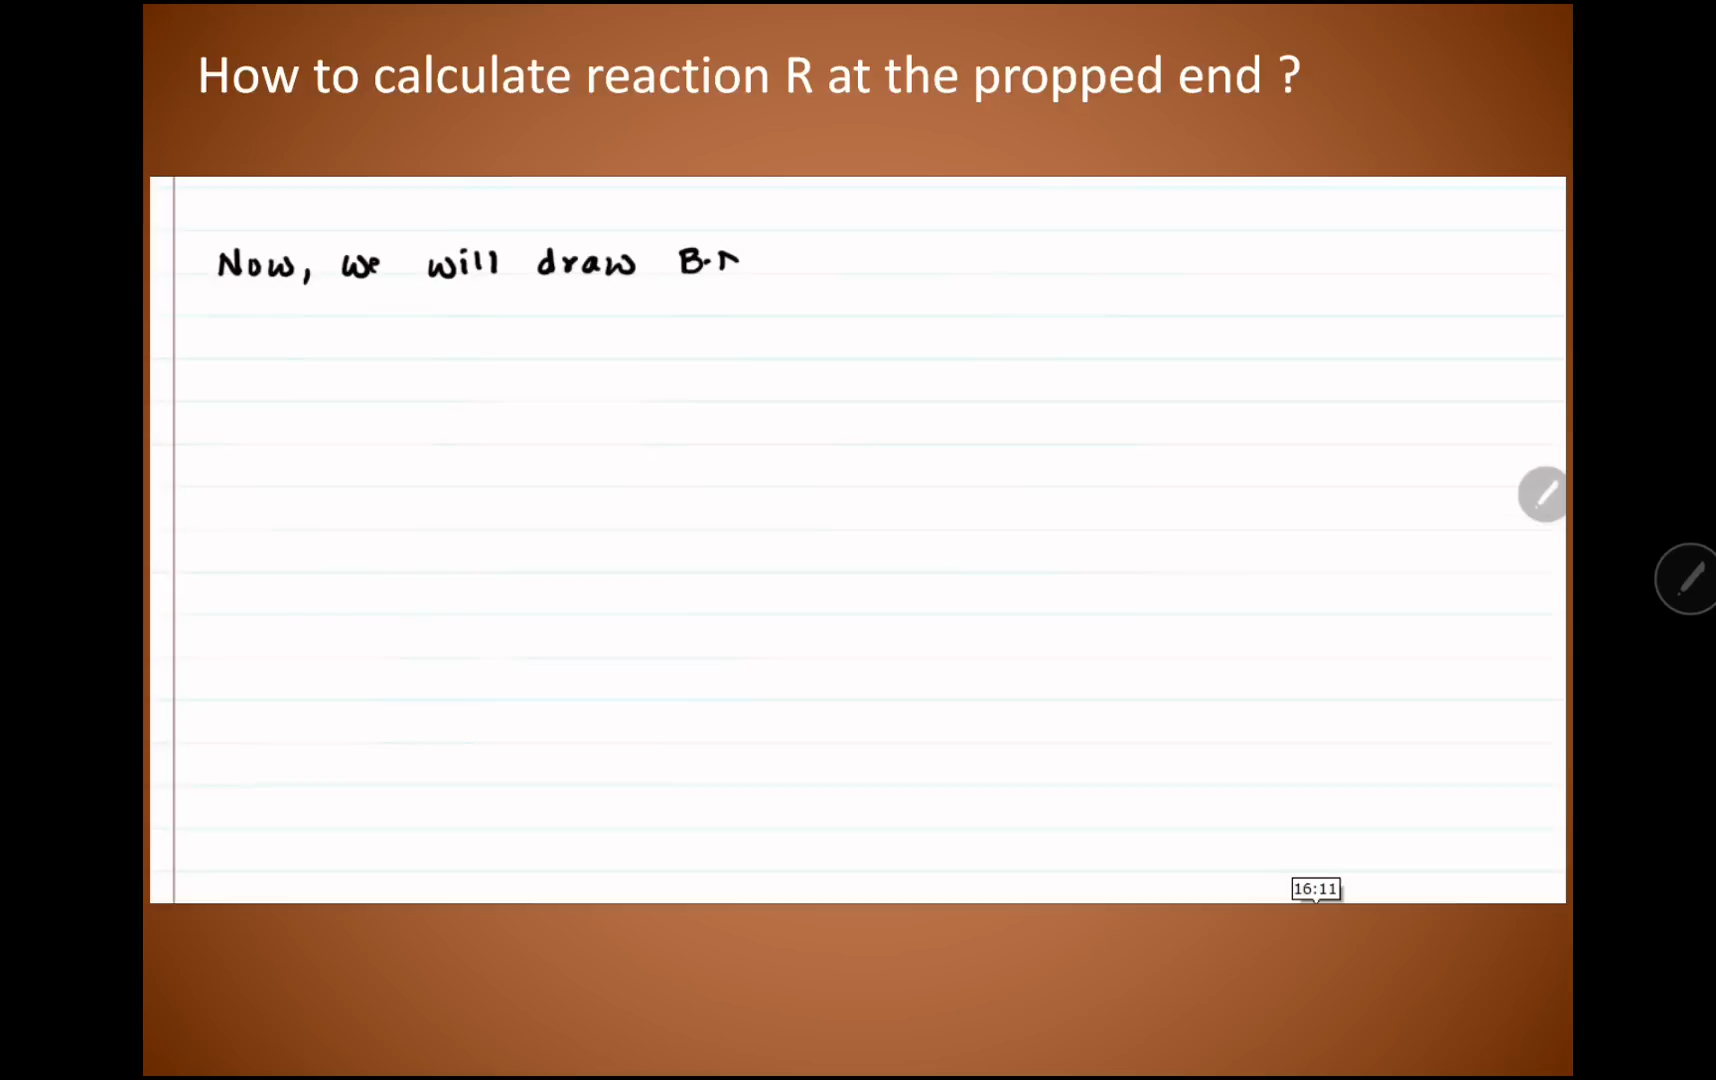 How to calculate reaction R at the propped end ?
Now, we will draw B.
16:11